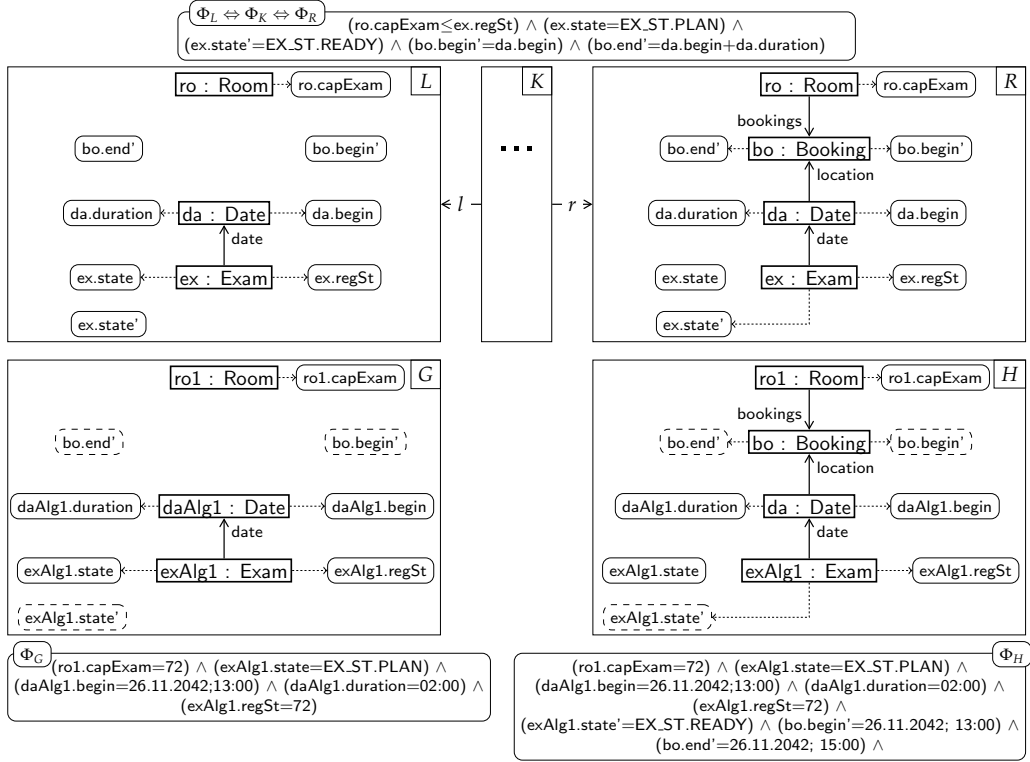 Φ_L ⇔ Φ_K ⇔ Φ_R
(ro.capExam≤ex.regSt) ∧ (ex.state=EX_ST.PLAN) ∧
(ex.state'=EX_ST.READY) ∧ (bo.begin'=da.begin) ∧ (bo.end'=da.begin+da.duration)
L
ro : Room
ro.capExam
bo.end'
bo.begin'
da.duration
da : Date
da.begin
date
ex.state
ex : Exam
ex.regSt
ex.state'
l
K
...
r
R
ro : Room
ro.capExam
bookings
bo.end'
bo : Booking
bo.begin'
location
da.duration
da : Date
da.begin
date
ex.state
ex : Exam
ex.regSt
ex.state'
G
ro1 : Room
ro1.capExam
bo.end'
bo.begin'
daAlg1.duration
daAlg1 : Date
daAlg1.begin
date
exAlg1.state
exAlg1 : Exam
exAlg1.regSt
exAlg1.state'
H
ro1 : Room
ro1.capExam
bookings
bo.end'
bo : Booking
bo.begin'
location
daAlg1.duration
da : Date
daAlg1.begin
date
exAlg1.state
exAlg1 : Exam
exAlg1.regSt
exAlg1.state'
Φ_G
(ro1.capExam=72) ∧ (exAlg1.state=EX_ST.PLAN) ∧
(daAlg1.begin=26.11.2042;13:00) ∧ (daAlg1.duration=02:00) ∧
(exAlg1.regSt=72)
Φ_H
(ro1.capExam=72) ∧ (exAlg1.state=EX_ST.PLAN) ∧
(daAlg1.begin=26.11.2042;13:00) ∧ (daAlg1.duration=02:00) ∧
(exAlg1.regSt=72) ∧
(exAlg1.state'=EX_ST.READY) ∧ (bo.begin'=26.11.2042; 13:00) ∧
(bo.end'=26.11.2042; 15:00) ∧